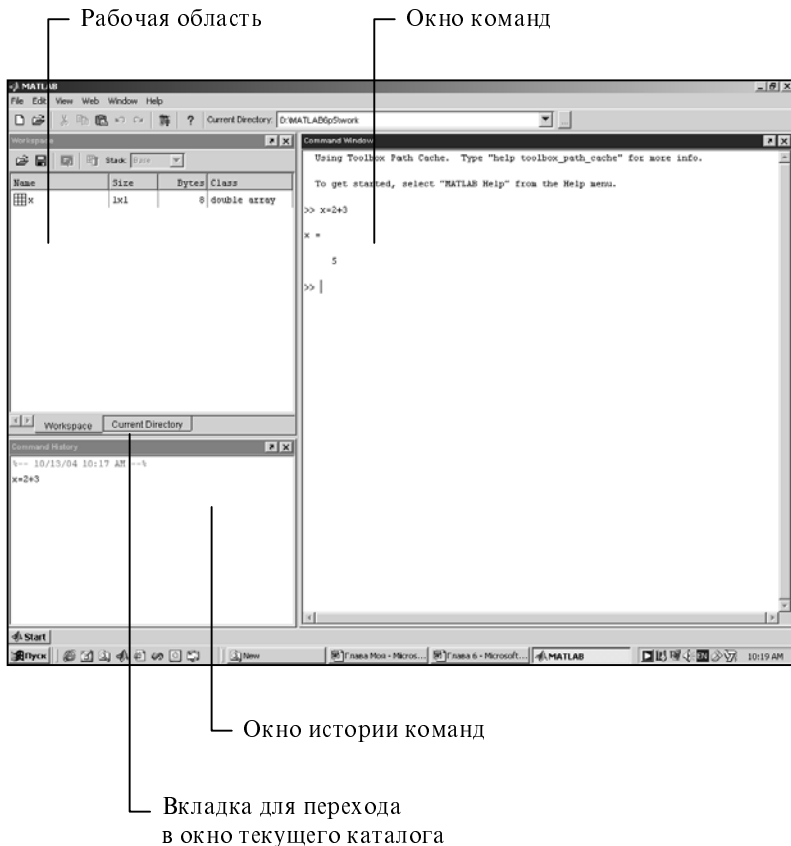 Рабочая область
Окно команд
MATLAB
File Edit View Web Window Help
? Current Directory: D:\MATLAB6p5\work
Workspace
Stack: Base
Name Size Bytes Class
x 1x1 8 double array
Workspace Current Directory
Command History
%-- 10/13/04 10:17 AM --%
x=2+3
Command Window
Using Toolbox Path Cache. Type "help toolbox_path_cache" for more info.
To get started, select "MATLAB Help" from the Help menu.
>> x=2+3
x =
5
>>
Start
Пуск New Глава Моя - Micros... Глава 6 - Microsoft... MATLAB EN 10:19 AM
Окно истории команд
Вкладка для перехода
в окно текущего каталога